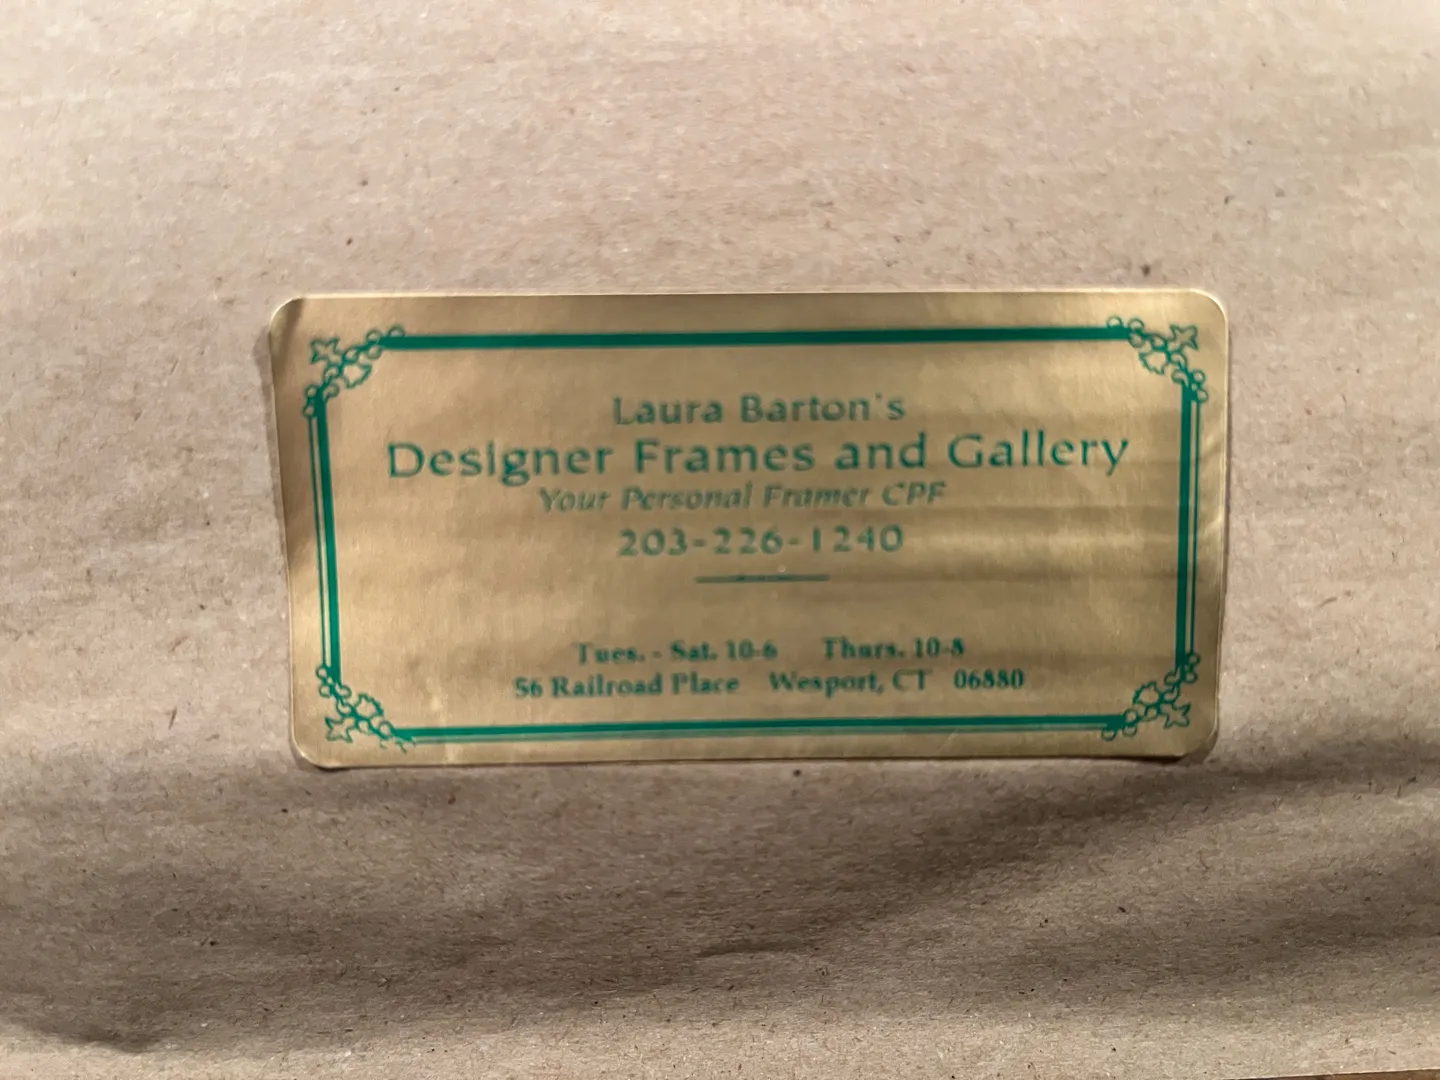 Laura Barton's
Designer Frames and Gallery
Your Personal Framer CPF
203-226-1240
Tues. - Sat. 10-6 Thurs. 10-8
56 Railroad Place Wesport, CT 06880